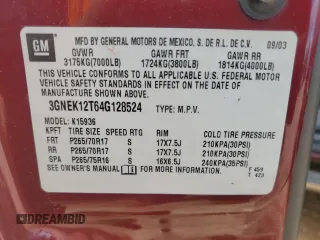 GM
MFD BY GENERAL MOTORS DE MEXICO, S. DE R.L. DE C.V. 09/03
GVWR GAWR FRT GAWR RR
3175KG(7000LB) 1724KG(3800LB) 1814KG(4000LB)
THIS VEHICLE CONFORMS TO ALL APPLICABLE U.S. FEDERAL
MOTOR VEHICLE SAFETY STANDARDS IN EFFECT ON THE DATE
OF MANUFACTURE SHOWN ABOVE.
3GNEK12T64G128524 TYPE: M.P.V.
MODEL: K15936
KPFT TIRE SIZE SPEED RTG RIM COLD TIRE PRESSURE
FRT P265/70R17 S 17X7.5J 210KPA(30PSI)
RR P265/70R17 S 17X7.5J 210KPA(30PSI)
SPA P265/75R16 S 16X6.5J 240KPA(35PSI)
SEE OWNER'S MANUAL FOR ADDITIONAL INFORMATION
DREAMBID